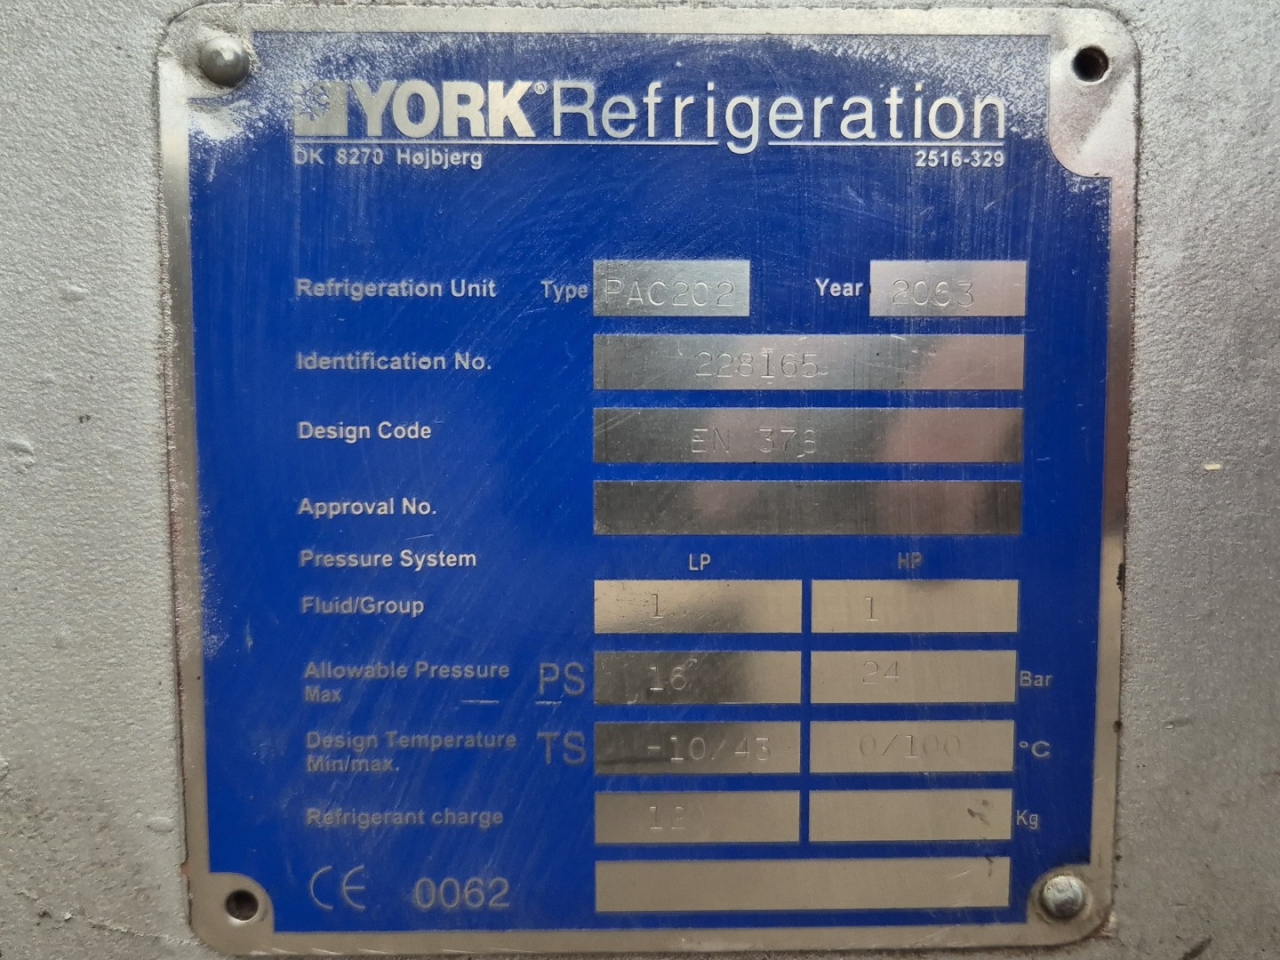 YORK® Refrigeration
DK 8270 Højbjerg 2516-329
Refrigeration Unit Type PAC202 Year 2063
Identification No. 228165
Design Code EN 378
Approval No.
Pressure System LP HP
Fluid/Group 1 1
Allowable Pressure PS 16 24 Bar
Max
Design Temperature TS -10/43 0/100 °C
Min/max.
Refrigerant charge Kg
CE 0062